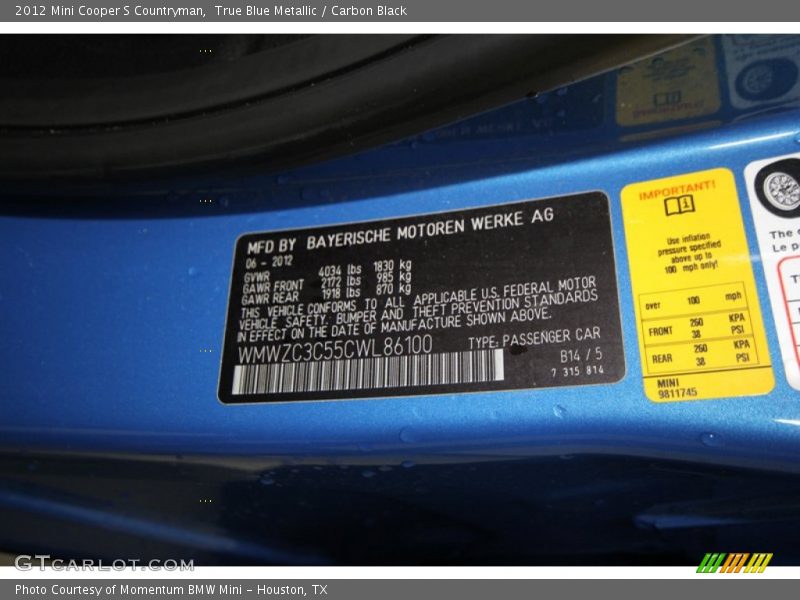 2012 Mini Cooper S Countryman,  True Blue Metallic / Carbon Black
MFD BY BAYERISCHE MOTOREN WERKE AG
06 - 2012
GVWR 4034 lbs 1830 kg
GAWR FRONT 2172 lbs 985 kg
GAWR REAR 1918 lbs 870 kg
THIS VEHICLE CONFORMS TO ALL APPLICABLE U.S. FEDERAL MOTOR
VEHICLE SAFETY, BUMPER AND THEFT PREVENTION STANDARDS
IN EFFECT ON THE DATE OF MANUFACTURE SHOWN ABOVE.
WMWZC3C55CWL86100 TYPE: PASSENGER CAR
B14 / 5
7 315 814
IMPORTANT!
Use inflation
pressure specified
above up to
100 mph only!
over 100 mph
FRONT 260 KPA
38 PSI
REAR 260 KPA
38 PSI
MINI
9811745
The
Le p
GTCARLOT.COM
Photo Courtesy of Momentum BMW Mini - Houston, TX